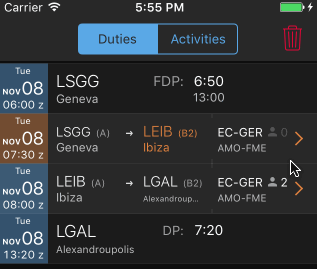 Carrier 5:55 PM
Duties Activities
Tue LSGG FDP: 6:50
NOV 08 Geneva 13:00
06:00 z
Tue LSGG (A) → LEIB (B2) EC-GER 0
NOV 08 Geneva Ibiza AMO-FME
07:30 z
Tue LEIB (A) → LGAL (B2) EC-GER 2
NOV 08 Ibiza Alexandroup... AMO-FME
08:00 z
Tue LGAL DP: 7:20
NOV 08 Alexandroupolis
13:20 z